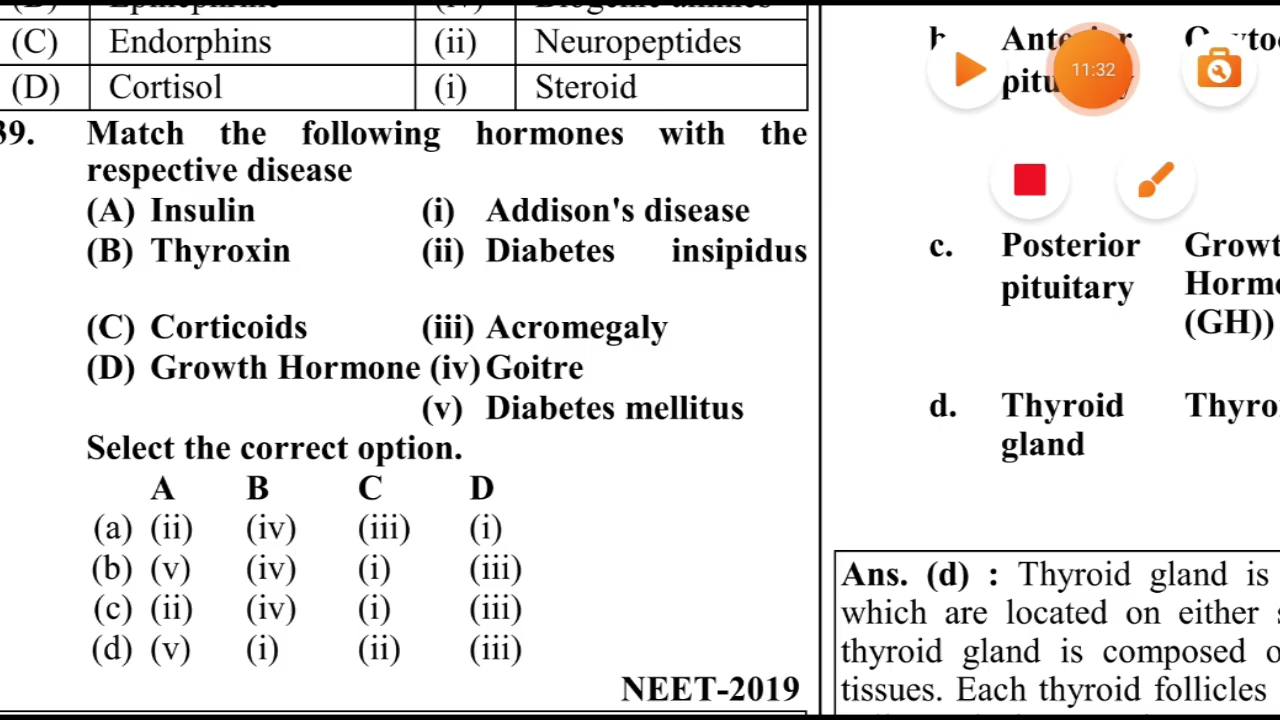 (C) Endorphins (ii) Neuropeptides
(D) Cortisol (i) Steroid
39. Match the following hormones with the
respective disease
(A) Insulin (i) Addison's disease
(B) Thyroxin (ii) Diabetes insipidus
(C) Corticoids (iii) Acromegaly
(D) Growth Hormone (iv) Goitre
(v) Diabetes mellitus
Select the correct option.
A B C D
(a) (ii) (iv) (iii) (i)
(b) (v) (iv) (i) (iii)
(c) (ii) (iv) (i) (iii)
(d) (v) (i) (ii) (iii)
NEET-2019
11:32
c. Posterior Growt
pituitary Hormo
(GH))
d. Thyroid Thyro
gland
Ans. (d) : Thyroid gland is
which are located on either
thyroid gland is composed o
tissues. Each thyroid follicles